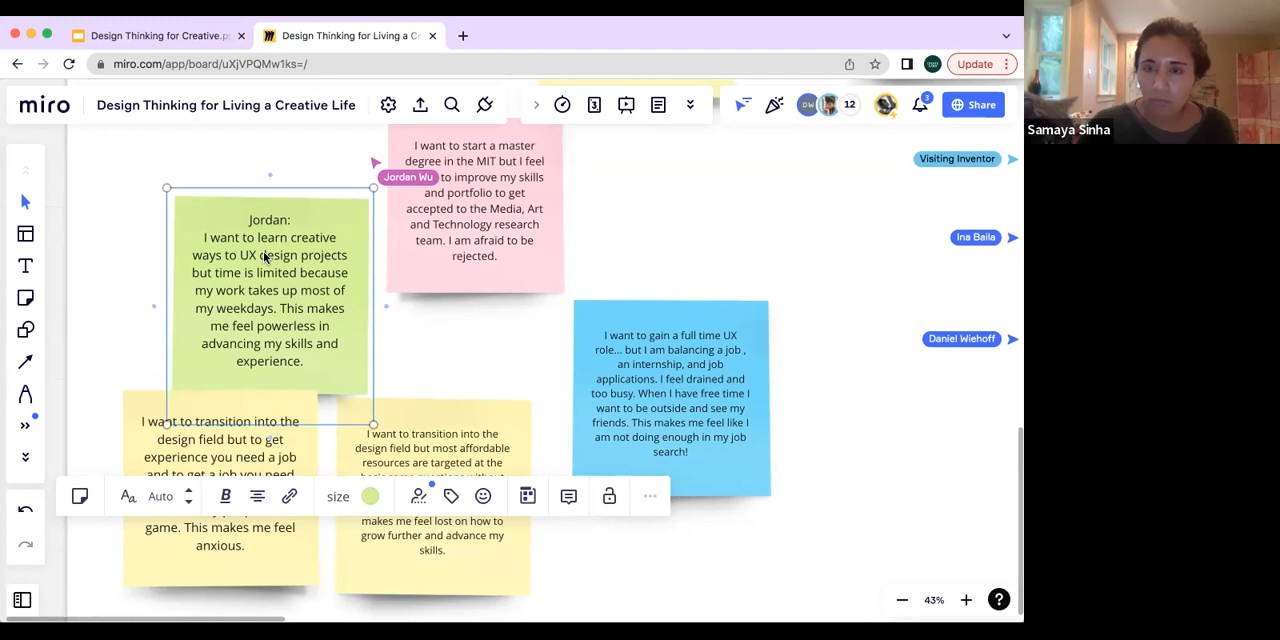 Design Thinking for Creative.p
Design Thinking for Living a C
miro.com/app/board/uXjVPQMw1ks=/
Update
miro
Design Thinking for Living a Creative Life
3
DW
12
3
Share
Samaya Sinha
Visiting Inventor
Ina Baila
Daniel Wiehoff
Jordan Wu
I want to start a master
degree in the MIT but I feel
to improve my skills
and portfolio to get
accepted to the Media, Art
and Technology research
team. I am afraid to be
rejected.
Jordan:
I want to learn creative
ways to UX design projects
but time is limited because
my work takes up most of
my weekdays. This makes
me feel powerless in
advancing my skills and
experience.
I want to gain a full time UX
role... but I am balancing a job ,
an internship, and job
applications. I feel drained and
too busy. When I have free time I
want to be outside and see my
friends. This makes me feel like I
am not doing enough in my job
search!
I want to transition into the
design field but to get
experience you need a job
and to get a job you need
game. This makes me feel
anxious.
I want to transition into the
design field but most affordable
resources are targeted at the
makes me feel lost on how to
grow further and advance my
skills.
Aa
Auto
B
size
43%